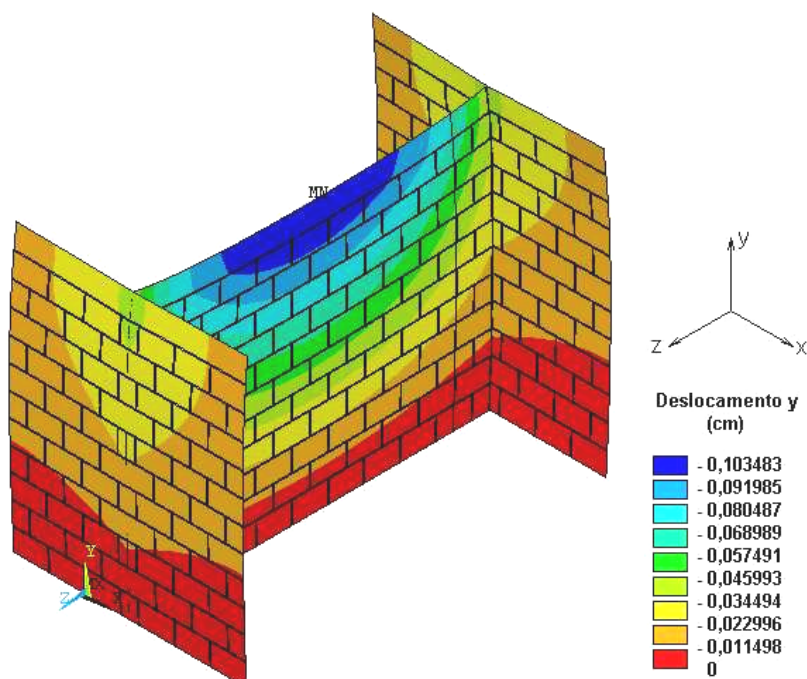 MN
y
z
x
Deslocamento y
(cm)
- 0,103483
- 0,091985
- 0,080487
- 0,068989
- 0,057491
- 0,045993
- 0,034494
- 0,022996
- 0,011498
0
Y
Z